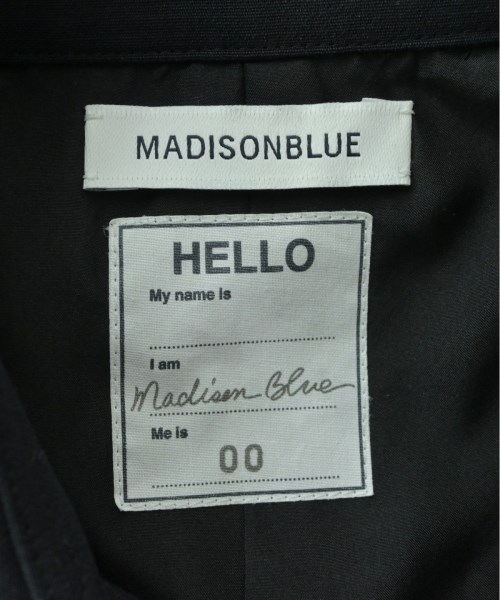 MADISONBLUE
HELLO
My name is
I am
Madison Blue
Me is
00